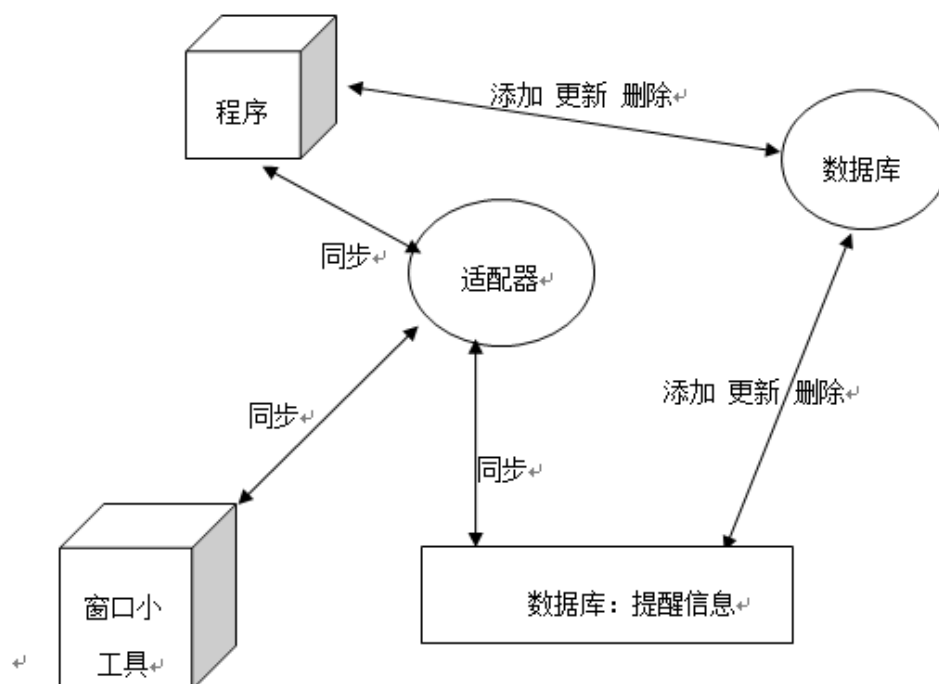 程序
添加 更新 删除
数据库
同步
适配器
添加 更新 删除
同步
同步
数据库：提醒信息
窗口小
工具